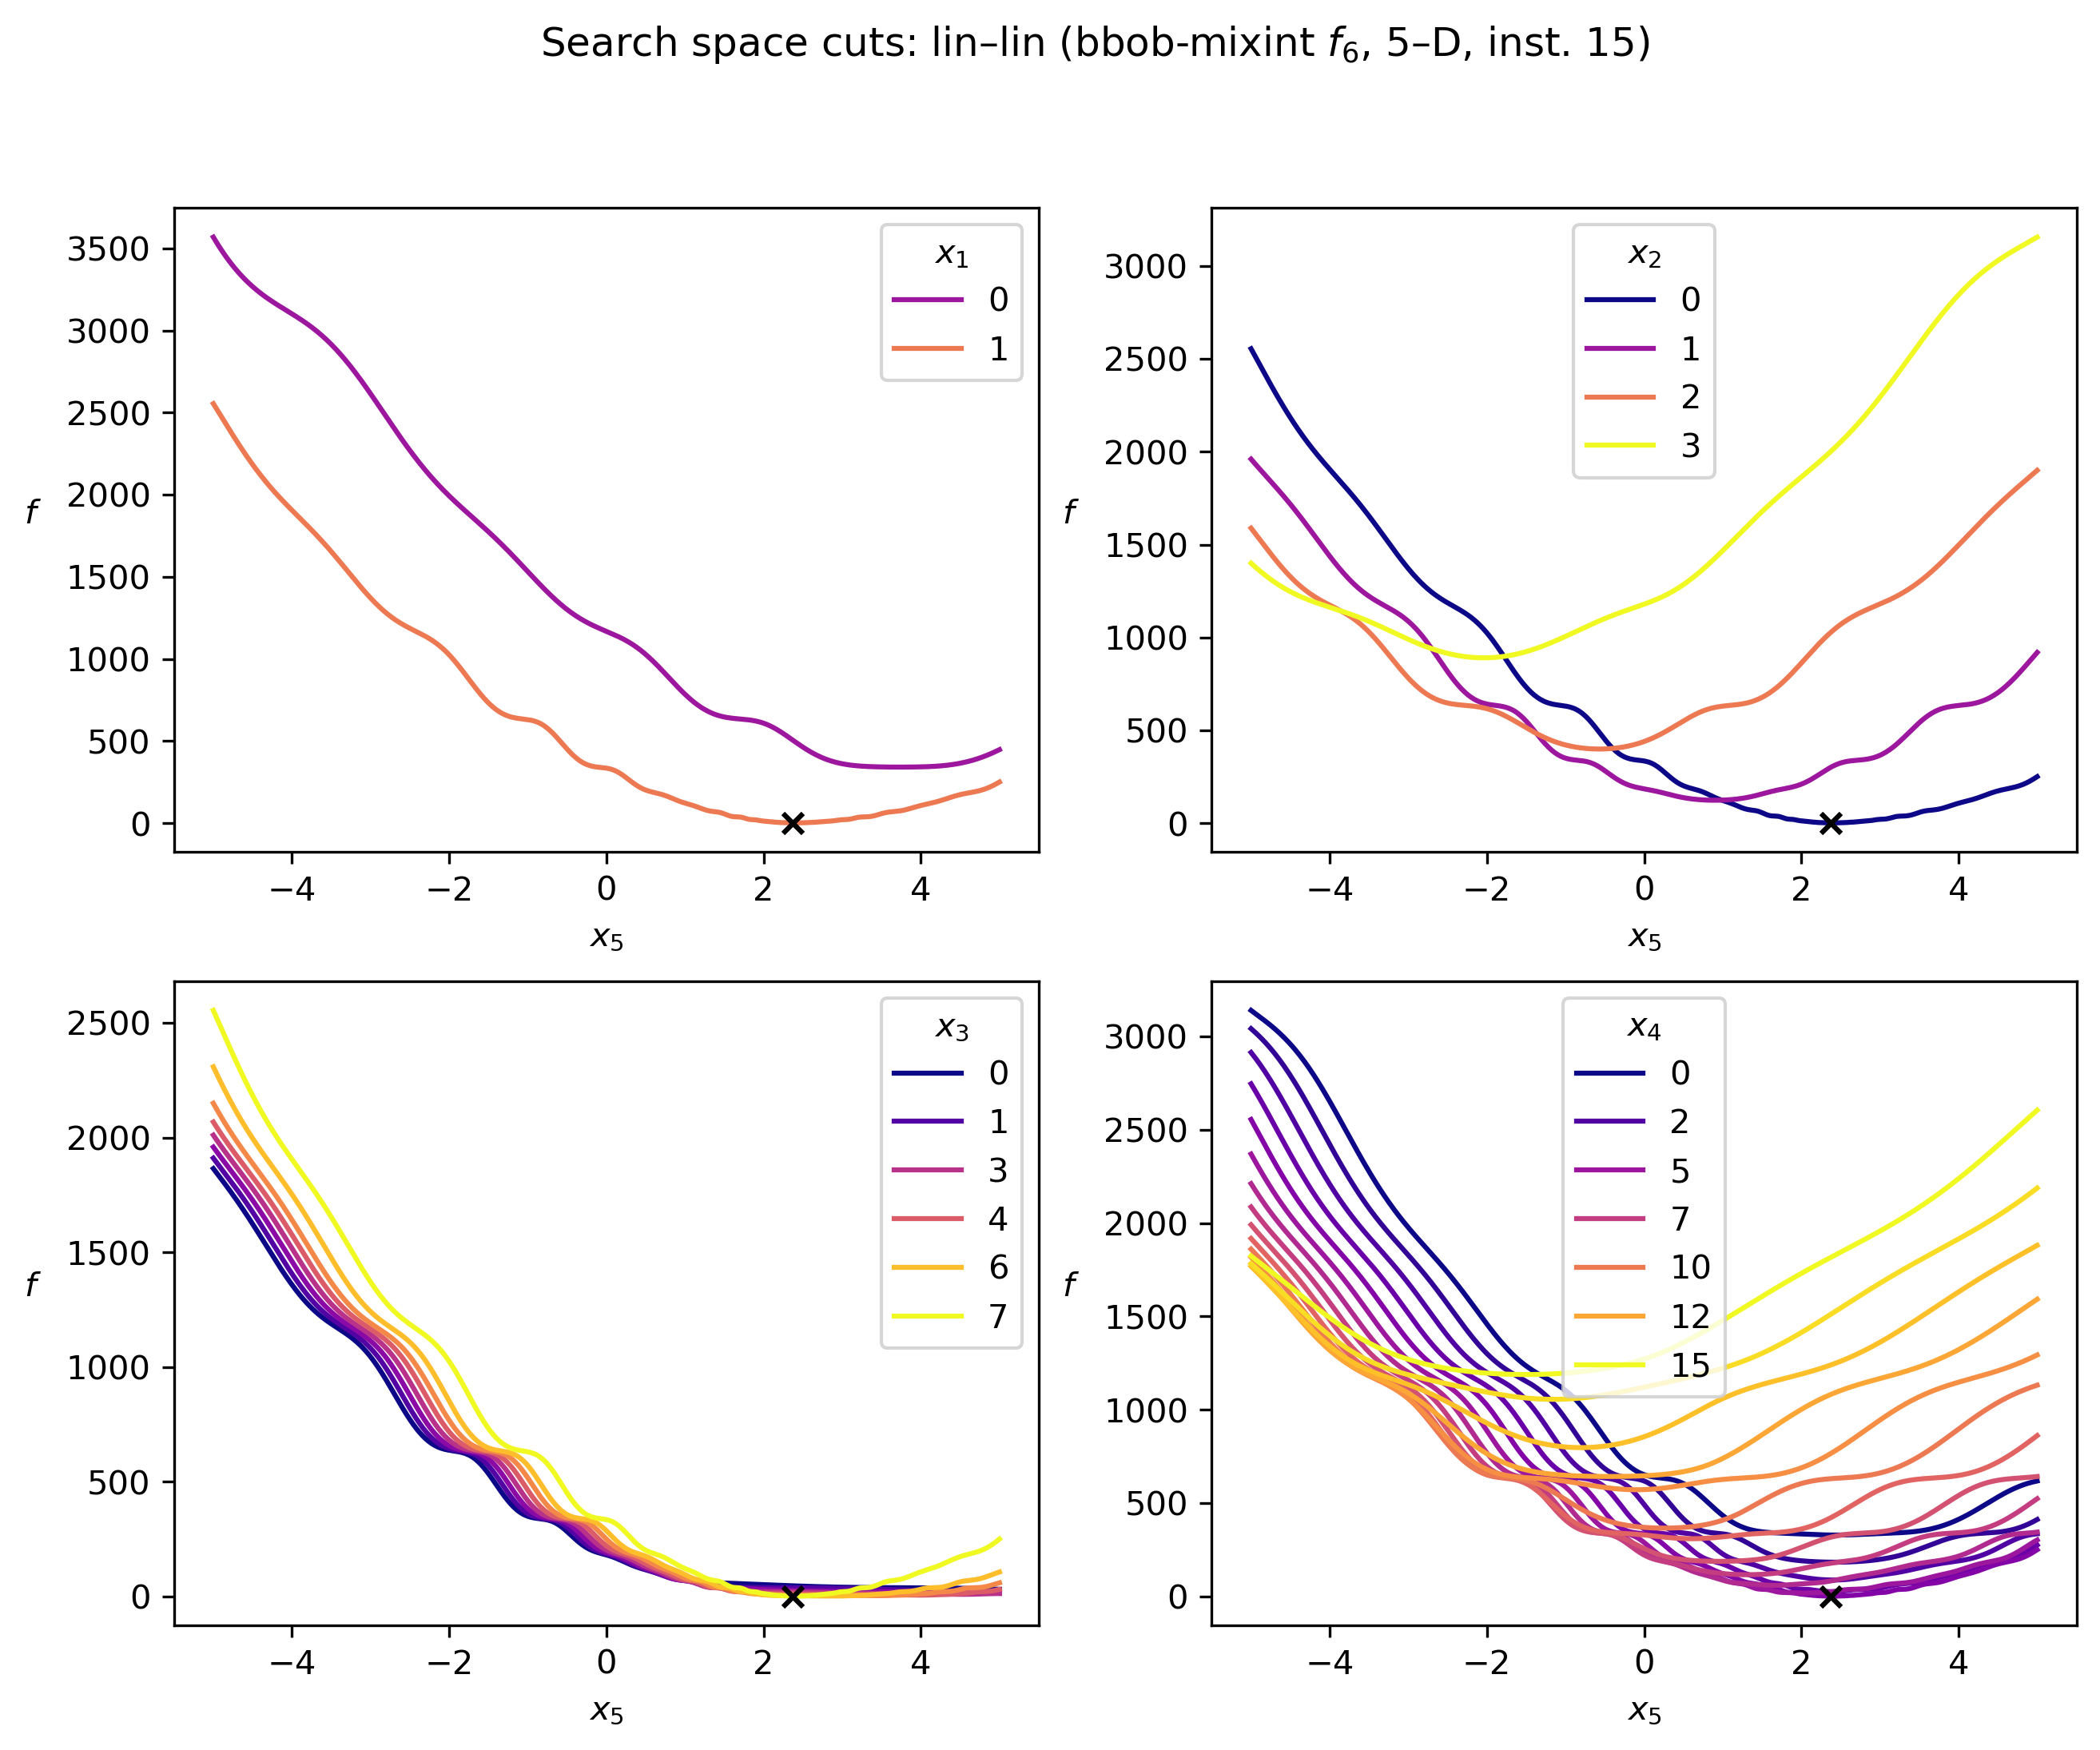 Search space cuts: lin–lin (bbob-mixint f₆, 5–D, inst. 15)
3500
3000
2500
2000
1500
1000
500
0
f
−4 −2 0 2 4
x₅
x₁
0
1
3000
2500
2000
1500
1000
500
0
f
−4 −2 0 2 4
x₅
x₂
0
1
2
3
2500
2000
1500
1000
500
0
f
−4 −2 0 2 4
x₅
x₃
0
1
3
4
6
7
3000
2500
2000
1500
1000
500
0
f
−4 −2 0 2 4
x₅
x₄
0
2
5
7
10
12
15